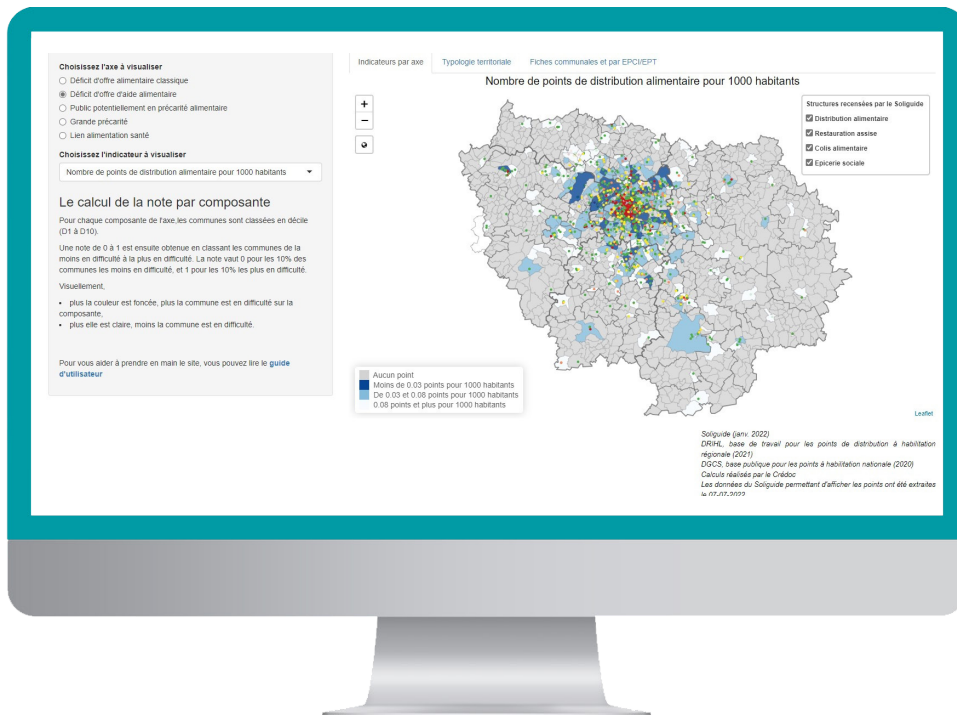 Choisissez l'axe à visualiser
Déficit d'offre alimentaire classique
Déficit d'offre d'aide alimentaire
Public potentiellement en précarité alimentaire
Grande précarité
Lien alimentation santé
Choisissez l'indicateur à visualiser
Nombre de points de distribution alimentaire pour 1000 habitants
Le calcul de la note par composante
Pour chaque composante de l'axe,les communes sont classées en décile
(D1 à D10).
Une note de 0 à 1 est ensuite obtenue en classant les communes de la
moins en difficulté à la plus en difficulté. La note vaut 0 pour les 10% des
communes les moins en difficulté, et 1 pour les 10% les plus en difficulté.
Visuellement,
• plus la couleur est foncée, plus la commune est en difficulté sur la
composante,
• plus elle est claire, moins la commune est en difficulté.
Pour vous aider à prendre en main le site, vous pouvez lire le guide
d'utilisateur
Indicateurs par axe
Typologie territoriale
Fiches communales et par EPCI/EPT
Nombre de points de distribution alimentaire pour 1000 habitants
+
−
Structures recensées par le Soliguide
Distribution alimentaire
Restauration assise
Colis alimentaire
Epicerie sociale
Aucun point
Moins de 0.03 points pour 1000 habitants
De 0.03 et 0.08 points pour 1000 habitants
0.08 points et plus pour 1000 habitants
Leaflet
Soliguide (janv. 2022)
DRIHL, base de travail pour les points de distribution à habilitation
régionale (2021)
DGCS, base publique pour les points à habilitation nationale (2020)
Calculs réalisés par le Crédoc
Les données du Soliguide permettant d'afficher les points ont été extraites
le 07-07-2022